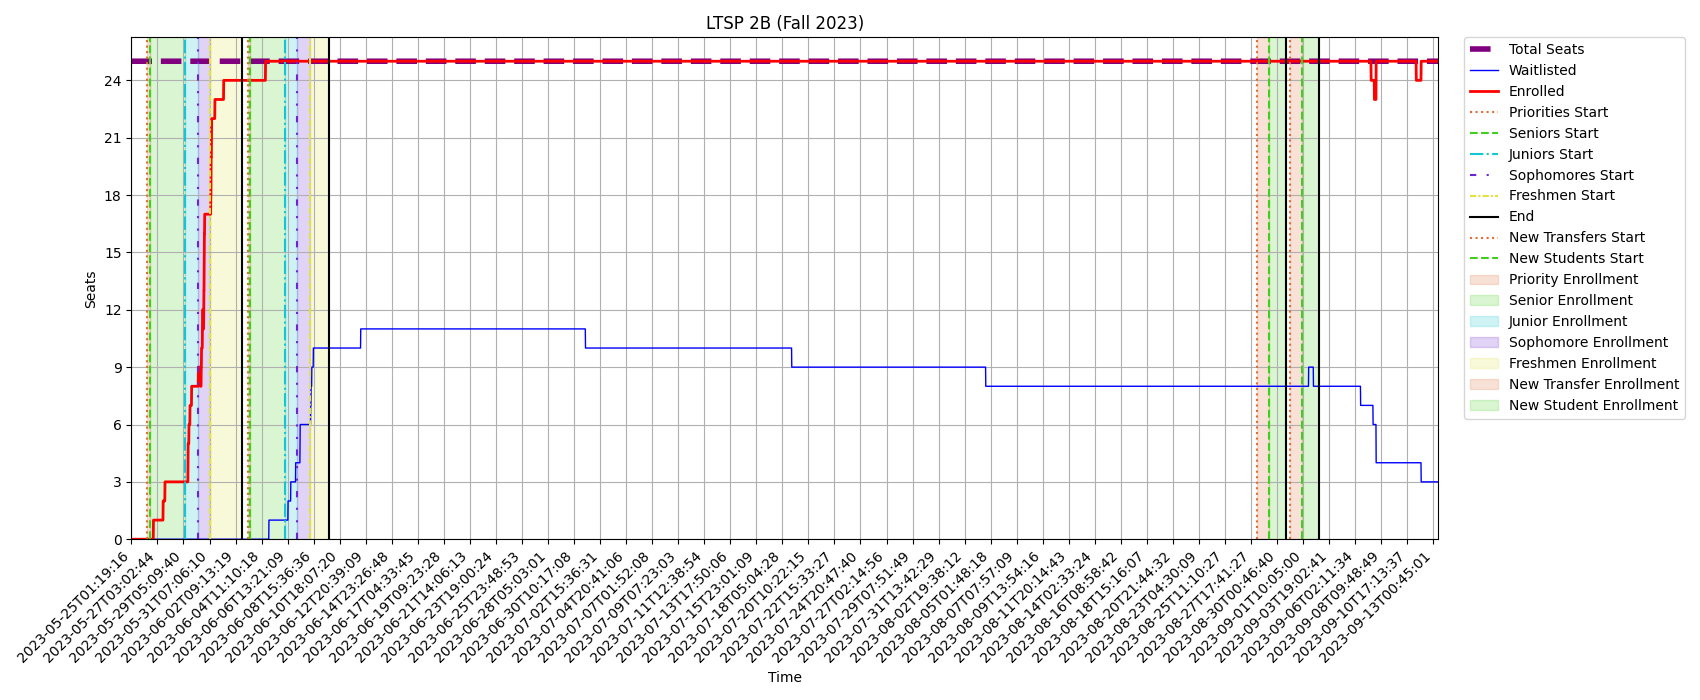 LTSP 2B (Fall 2023)
Seats
24
21
18
15
12
9
6
3
0
2023-05-25T01:19:16
2023-05-27T03:02:44
2023-05-29T05:09:40
2023-05-31T07:06:10
2023-06-02T09:13:19
2023-06-04T11:10:18
2023-06-06T13:21:09
2023-06-08T15:36:36
2023-06-10T18:07:20
2023-06-12T20:39:09
2023-06-14T23:26:48
2023-06-17T04:33:45
2023-06-19T09:23:28
2023-06-21T14:06:13
2023-06-23T19:00:24
2023-06-25T23:48:53
2023-06-28T05:03:01
2023-06-30T10:17:08
2023-07-02T15:36:31
2023-07-04T20:41:06
2023-07-07T01:52:08
2023-07-09T07:23:03
2023-07-11T12:38:54
2023-07-13T17:50:06
2023-07-15T23:01:09
2023-07-18T05:04:28
2023-07-20T10:22:15
2023-07-22T15:33:27
2023-07-24T20:47:40
2023-07-27T02:14:56
2023-07-29T07:51:49
2023-07-31T13:42:29
2023-08-02T19:38:12
2023-08-05T01:48:18
2023-08-07T07:57:09
2023-08-09T13:54:16
2023-08-11T20:14:43
2023-08-14T02:33:24
2023-08-16T08:58:42
2023-08-18T15:16:07
2023-08-20T21:44:32
2023-08-23T04:30:09
2023-08-25T11:10:27
2023-08-27T17:41:27
2023-08-30T00:46:40
2023-09-01T10:05:00
2023-09-03T19:02:41
2023-09-06T02:11:34
2023-09-08T09:48:49
2023-09-10T17:13:37
2023-09-13T00:45:01
Time
Total Seats
Waitlisted
Enrolled
Priorities Start
Seniors Start
Juniors Start
Sophomores Start
Freshmen Start
End
New Transfers Start
New Students Start
Priority Enrollment
Senior Enrollment
Junior Enrollment
Sophomore Enrollment
Freshmen Enrollment
New Transfer Enrollment
New Student Enrollment